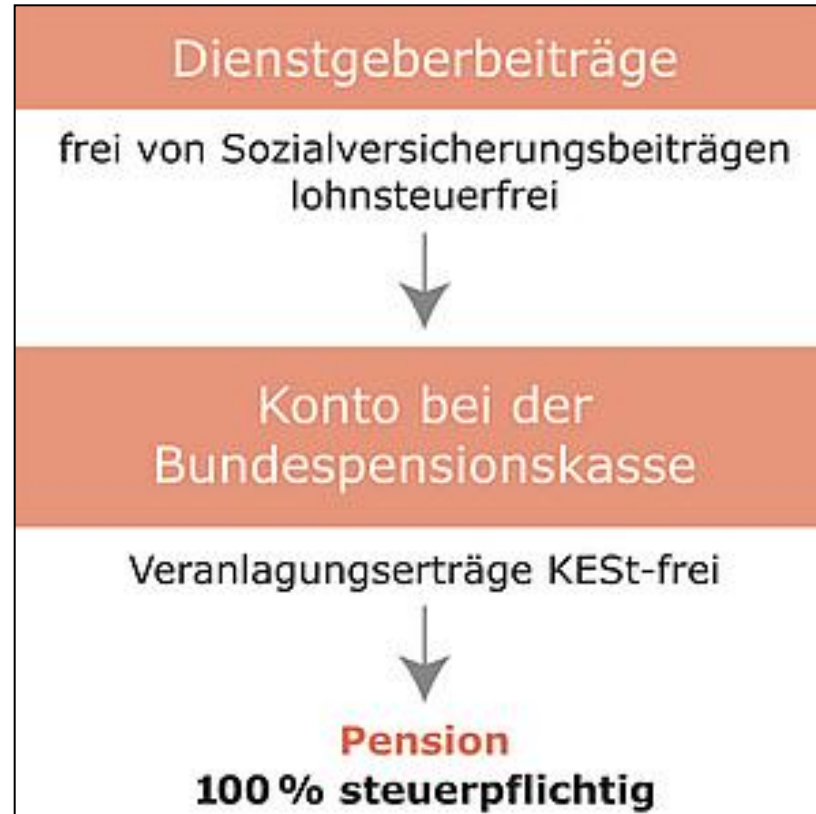 Dienstgeberbeiträge
frei von Sozialversicherungsbeiträgen
lohnsteuerfrei
Konto bei der
Bundespensionskasse
Veranlagungserträge KESt-frei
Pension
100 % steuerpflichtig